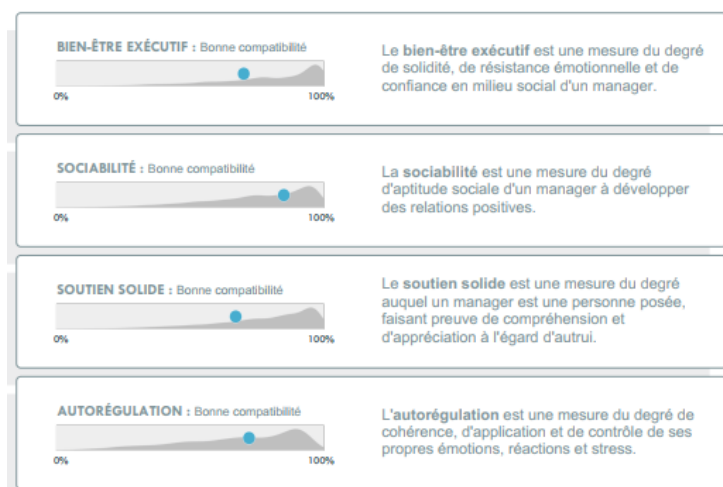 BIEN-ÊTRE EXÉCUTIF : Bonne compatibilité
0%
100%
Le bien-être exécutif est une mesure du degré
de solidité, de résistance émotionnelle et de
confiance en milieu social d'un manager.
SOCIABILITÉ : Bonne compatibilité
0%
100%
La sociabilité est une mesure du degré
d'aptitude sociale d'un manager à développer
des relations positives.
SOUTIEN SOLIDE : Bonne compatibilité
0%
100%
Le soutien solide est une mesure du degré
auquel un manager est une personne posée,
faisant preuve de compréhension et
d'appréciation à l'égard d'autrui.
AUTORÉGULATION : Bonne compatibilité
0%
100%
L'autorégulation est une mesure du degré de
cohérence, d'application et de contrôle de ses
propres émotions, réactions et stress.